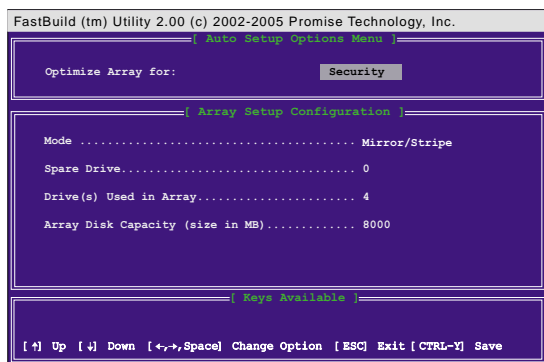 FastBuild (tm) Utility 2.00 (c) 2002-2005 Promise Technology, Inc.
[ Auto Setup Options Menu ]
Optimize Array for: Security
[ Array Setup Configuration ]
Mode ..................................... Mirror/Stripe
Spare Drive................................ 0
Drive(s) Used in Array..................... 4
Array Disk Capacity (size in MB)............ 8000
[ Keys Available ]
[↑] Up [↓] Down [←,→,Space] Change Option [ESC] Exit [CTRL-Y] Save